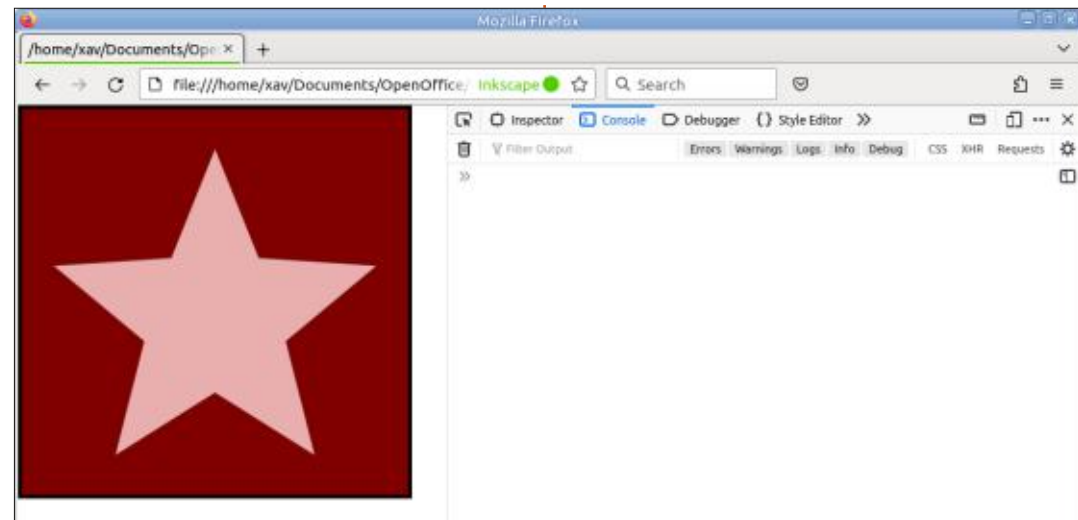 Mozilla Firefox
/home/xav/Documents/Ope × +
file:///home/xav/Documents/OpenOffice/ Inkscape Search
Inspector Console Debugger {} Style Editor
Filter Output Errors Warnings Logs Info Debug CSS XHR Requests